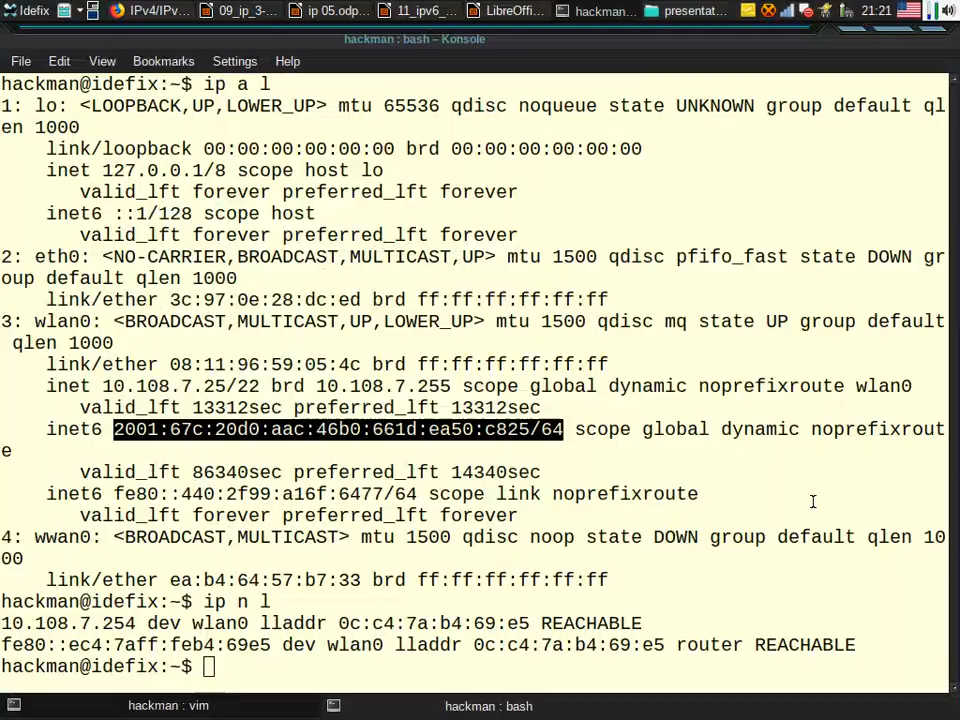 Idefix
IPv4/IPv...
09_ip_3-...
ip 05.odp...
11_ipv6_...
LibreOffi...
hackman...
presentat...
21:21
hackman : bash – Konsole
File Edit View Bookmarks Settings Help
hackman@idefix:~$ ip a l
1: lo: <LOOPBACK,UP,LOWER_UP> mtu 65536 qdisc noqueue state UNKNOWN group default ql
en 1000
link/loopback 00:00:00:00:00:00 brd 00:00:00:00:00:00
inet 127.0.0.1/8 scope host lo
valid_lft forever preferred_lft forever
inet6 ::1/128 scope host
valid_lft forever preferred_lft forever
2: eth0: <NO-CARRIER,BROADCAST,MULTICAST,UP> mtu 1500 qdisc pfifo_fast state DOWN gr
oup default qlen 1000
link/ether 3c:97:0e:28:dc:ed brd ff:ff:ff:ff:ff:ff
3: wlan0: <BROADCAST,MULTICAST,UP,LOWER_UP> mtu 1500 qdisc mq state UP group default
qlen 1000
link/ether 08:11:96:59:05:4c brd ff:ff:ff:ff:ff:ff
inet 10.108.7.25/22 brd 10.108.7.255 scope global dynamic noprefixroute wlan0
valid_lft 13312sec preferred_lft 13312sec
inet6 2001:67c:20d0:aac:46b0:661d:ea50:c825/64 scope global dynamic noprefixrout
e
valid_lft 86340sec preferred_lft 14340sec
inet6 fe80::440:2f99:a16f:6477/64 scope link noprefixroute
valid_lft forever preferred_lft forever
4: wwan0: <BROADCAST,MULTICAST> mtu 1500 qdisc noop state DOWN group default qlen 10
00
link/ether ea:b4:64:57:b7:33 brd ff:ff:ff:ff:ff:ff
hackman@idefix:~$ ip n l
10.108.7.254 dev wlan0 lladdr 0c:c4:7a:b4:69:e5 REACHABLE
fe80::ec4:7aff:feb4:69e5 dev wlan0 lladdr 0c:c4:7a:b4:69:e5 router REACHABLE
hackman@idefix:~$
hackman : vim
hackman : bash